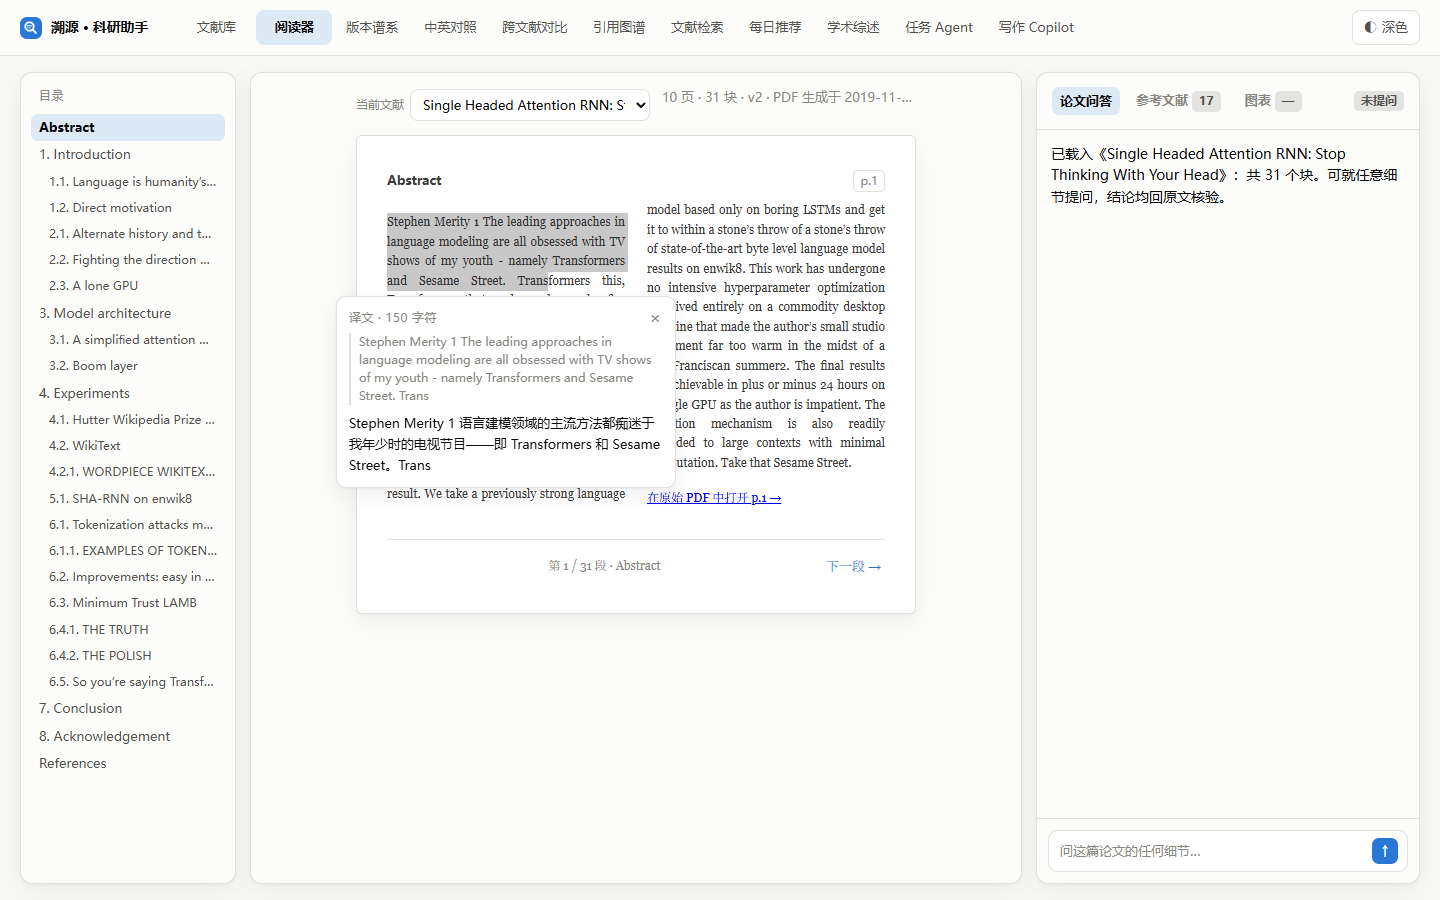 溯源 • 科研助手
文献库
阅读器
版本谱系
中英对照
跨文献对比
引用图谱
文献检索
每日推荐
学术综述
任务 Agent
写作 Copilot
深色
目录
Abstract
1. Introduction
1.1. Language is humanity's...
1.2. Direct motivation
2.1. Alternate history and t...
2.2. Fighting the direction ...
2.3. A lone GPU
3. Model architecture
3.1. A simplified attention ...
3.2. Boom layer
4. Experiments
4.1. Hutter Wikipedia Prize ...
4.2. WikiText
4.2.1. WORDPIECE WIKITEX...
5.1. SHA-RNN on enwik8
6.1. Tokenization attacks m...
6.1.1. EXAMPLES OF TOKEN...
6.2. Improvements: easy in ...
6.3. Minimum Trust LAMB
6.4.1. THE TRUTH
6.4.2. THE POLISH
6.5. So you're saying Transf...
7. Conclusion
8. Acknowledgement
References
当前文献
Single Headed Attention RNN: S
10 页 · 31 块 · v2 · PDF 生成于 2019-11-...
Abstract
p.1
Stephen Merity 1 The leading approaches in
language modeling are all obsessed with TV
shows of my youth - namely Transformers
and Sesame Street. Transformers this,
译文 · 150 字符
×
Stephen Merity 1 The leading approaches in
language modeling are all obsessed with TV shows
of my youth - namely Transformers and Sesame
Street. Trans
Stephen Merity 1 语言建模领域的主流方法都痴迷于
我年少时的电视节目——即 Transformers 和 Sesame
Street。Trans
result. We take a previously strong language
model based only on boring LSTMs and get
it to within a stone's throw of a stone's throw
of state-of-the-art byte level language model
results on enwik8. This work has undergone
no intensive hyperparameter optimization
ived entirely on a commodity desktop
ine that made the author's small studio
ment far too warm in the midst of a
Franciscan summer2. The final results
chievable in plus or minus 24 hours on
gle GPU as the author is impatient. The
tion mechanism is also readily
ded to large contexts with minimal
utation. Take that Sesame Street.
在原始 PDF 中打开 p.1 →
第 1 / 31 段 · Abstract
下一段 →
论文问答
参考文献 17
图表 —
未提问
已载入《Single Headed Attention RNN: Stop
Thinking With Your Head》：共 31 个块。可就任意细
节提问，结论均回原文核验。
问这篇论文的任何细节...
↑